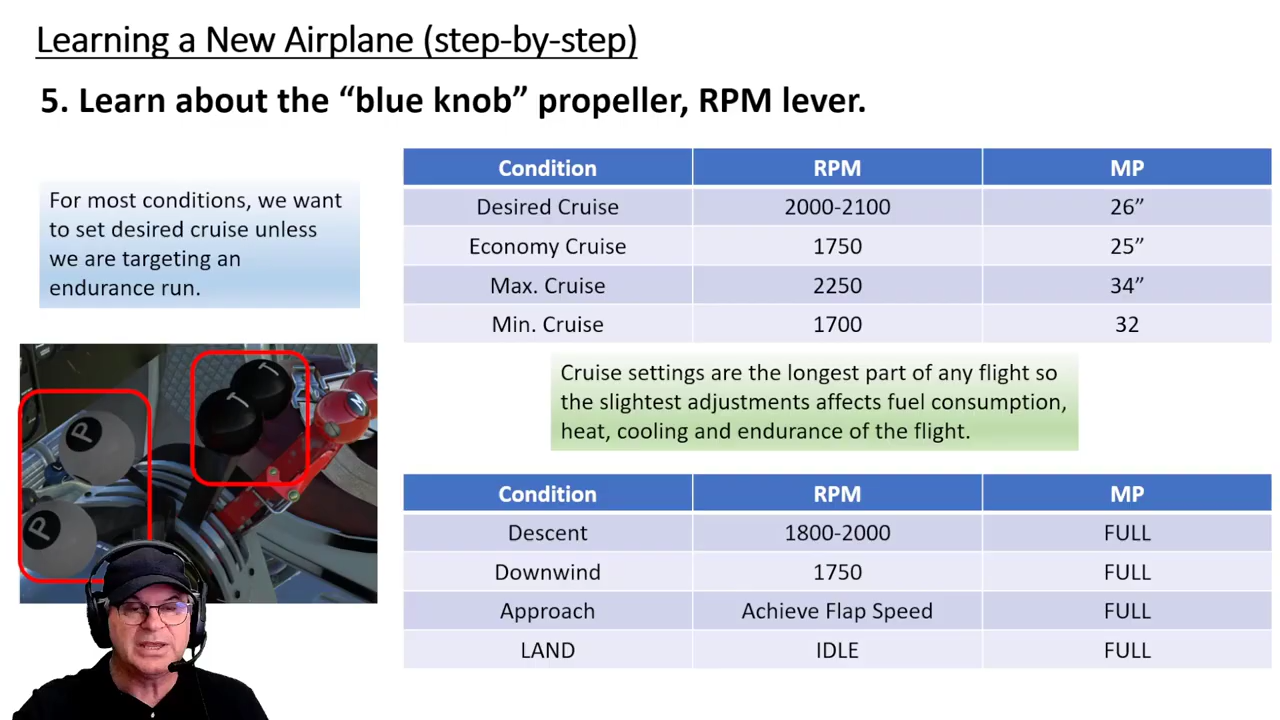 Learning a New Airplane (step-by-step)
5. Learn about the “blue knob” propeller, RPM lever.
For most conditions, we want
to set desired cruise unless
we are targeting an
endurance run.
Condition RPM MP
Desired Cruise 2000-2100 26”
Economy Cruise 1750 25”
Max. Cruise 2250 34”
Min. Cruise 1700 32
Cruise settings are the longest part of any flight so
the slightest adjustments affects fuel consumption,
heat, cooling and endurance of the flight.
Condition RPM MP
Descent 1800-2000 FULL
Downwind 1750 FULL
Approach Achieve Flap Speed FULL
LAND IDLE FULL
P
P
T
T
M